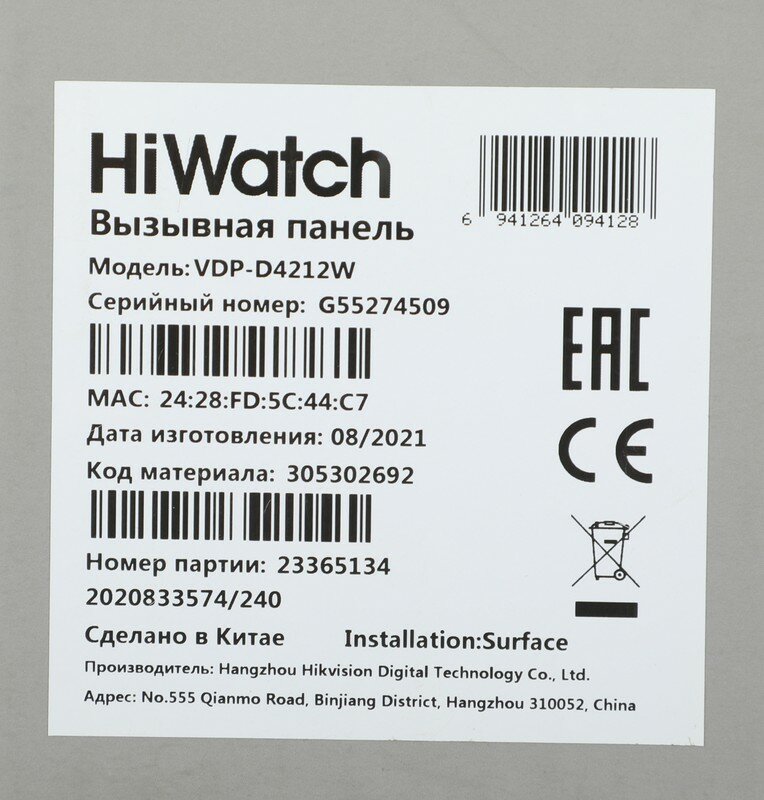 HiWatch
6 941264 094128
Вызывная панель
Модель: VDP-D4212W
Серийный номер: G55274509
EAC
MAC: 24:28:FD:5C:44:C7
CE
Дата изготовления: 08/2021
Код материала: 305302692
Номер партии: 23365134
2020833574/240
Сделано в Китае Installation:Surface
Производитель: Hangzhou Hikvision Digital Technology Co., Ltd.
Адрес: No.555 Qianmo Road, Binjiang District, Hangzhou 310052, China